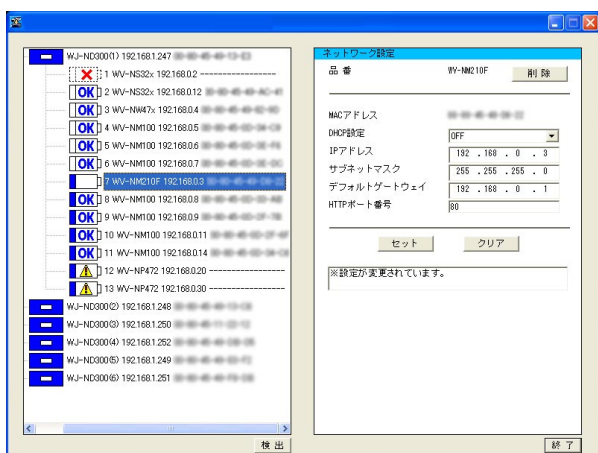 WJ-ND300(1) 192.168.1.247
1 WV-NS32x 192.168.0.2 ------------------
OK 2 WV-NS32x 192.168.0.12
OK 3 WV-NW47x 192.168.0.4
OK 4 WV-NM100 192.168.0.5
OK 5 WV-NM100 192.168.0.6
OK 6 WV-NM100 192.168.0.7
7 WV-NM210F 192.168.0.3
OK 8 WV-NM100 192.168.0.8
OK 9 WV-NM100 192.168.0.9
OK 10 WV-NM100 192.168.0.11
OK 11 WV-NM100 192.168.0.14
12 WV-NP472 192.168.0.20 ------------------
13 WV-NP472 192.168.0.30 ------------------
WJ-ND300(2) 192.168.1.248
WJ-ND300(3) 192.168.1.250
WJ-ND300(4) 192.168.1.252
WJ-ND300(5) 192.168.1.249
WJ-ND300(6) 192.168.1.251
検 出
ネットワーク設定
品 番 WV-NM210F 削 除
MACアドレス
DHCP設定 OFF
IPアドレス 192 . 168 . 0 . 3
サブネットマスク 255 . 255 . 255 . 0
デフォルトゲートウェイ 192 . 168 . 0 . 1
HTTPポート番号 80
セット クリア
※設定が変更されています。
終 了